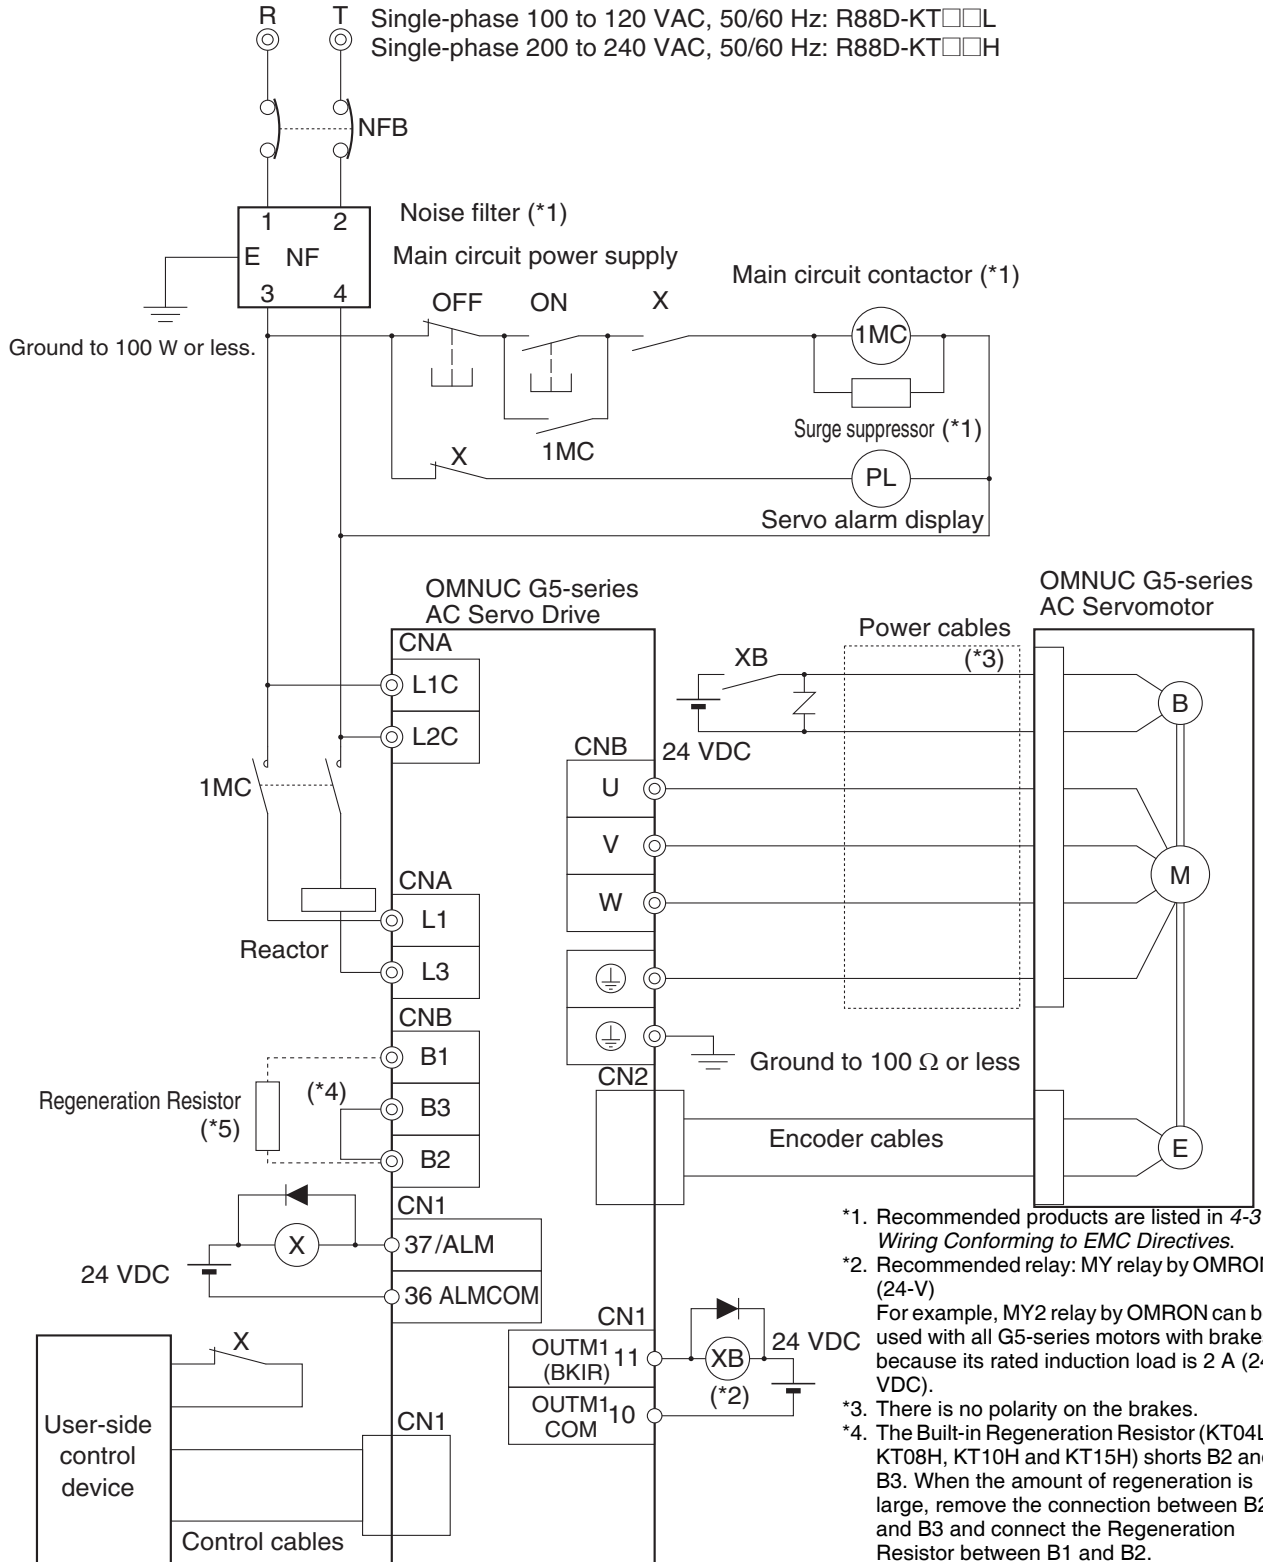 R T Single-phase 100 to 120 VAC, 50/60 Hz: R88D-KT□□L
Single-phase 200 to 240 VAC, 50/60 Hz: R88D-KT□□H
NFB
1 2
Noise filter (*1)
E NF
3 4
Ground to 100 W or less.
Main circuit power supply
Main circuit contactor (*1)
OFF ON X
1MC
Surge suppressor (*1)
1MC
X
PL
Servo alarm display
OMNUC G5-series
AC Servo Drive
OMNUC G5-series
AC Servomotor
CNA
L1C
L2C
1MC
Reactor
CNA
L1
L3
CNB
B1
B3
B2
Regeneration Resistor
(*5)
(*4)
XB
24 VDC
Power cables
(*3)
B
CNB
U
V
W
M
Ground to 100 Ω or less
CN2
Encoder cables
E
CN1
37/ALM
36 ALMCOM
X
24 VDC
CN1
OUTM1 11
(BKIR)
OUTM1 10
COM
XB
(*2)
24 VDC
User-side
control
device
X
CN1
Control cables
*1. Recommended products are listed in 4-3
Wiring Conforming to EMC Directives.
*2. Recommended relay: MY relay by OMRON
(24-V)
For example, MY2 relay by OMRON can b
used with all G5-series motors with brake
because its rated induction load is 2 A (24
VDC).
*3. There is no polarity on the brakes.
*4. The Built-in Regeneration Resistor (KT04L
KT08H, KT10H and KT15H) shorts B2 and
B3. When the amount of regeneration is
large, remove the connection between B2
and B3 and connect the Regeneration
Resistor between B1 and B2.